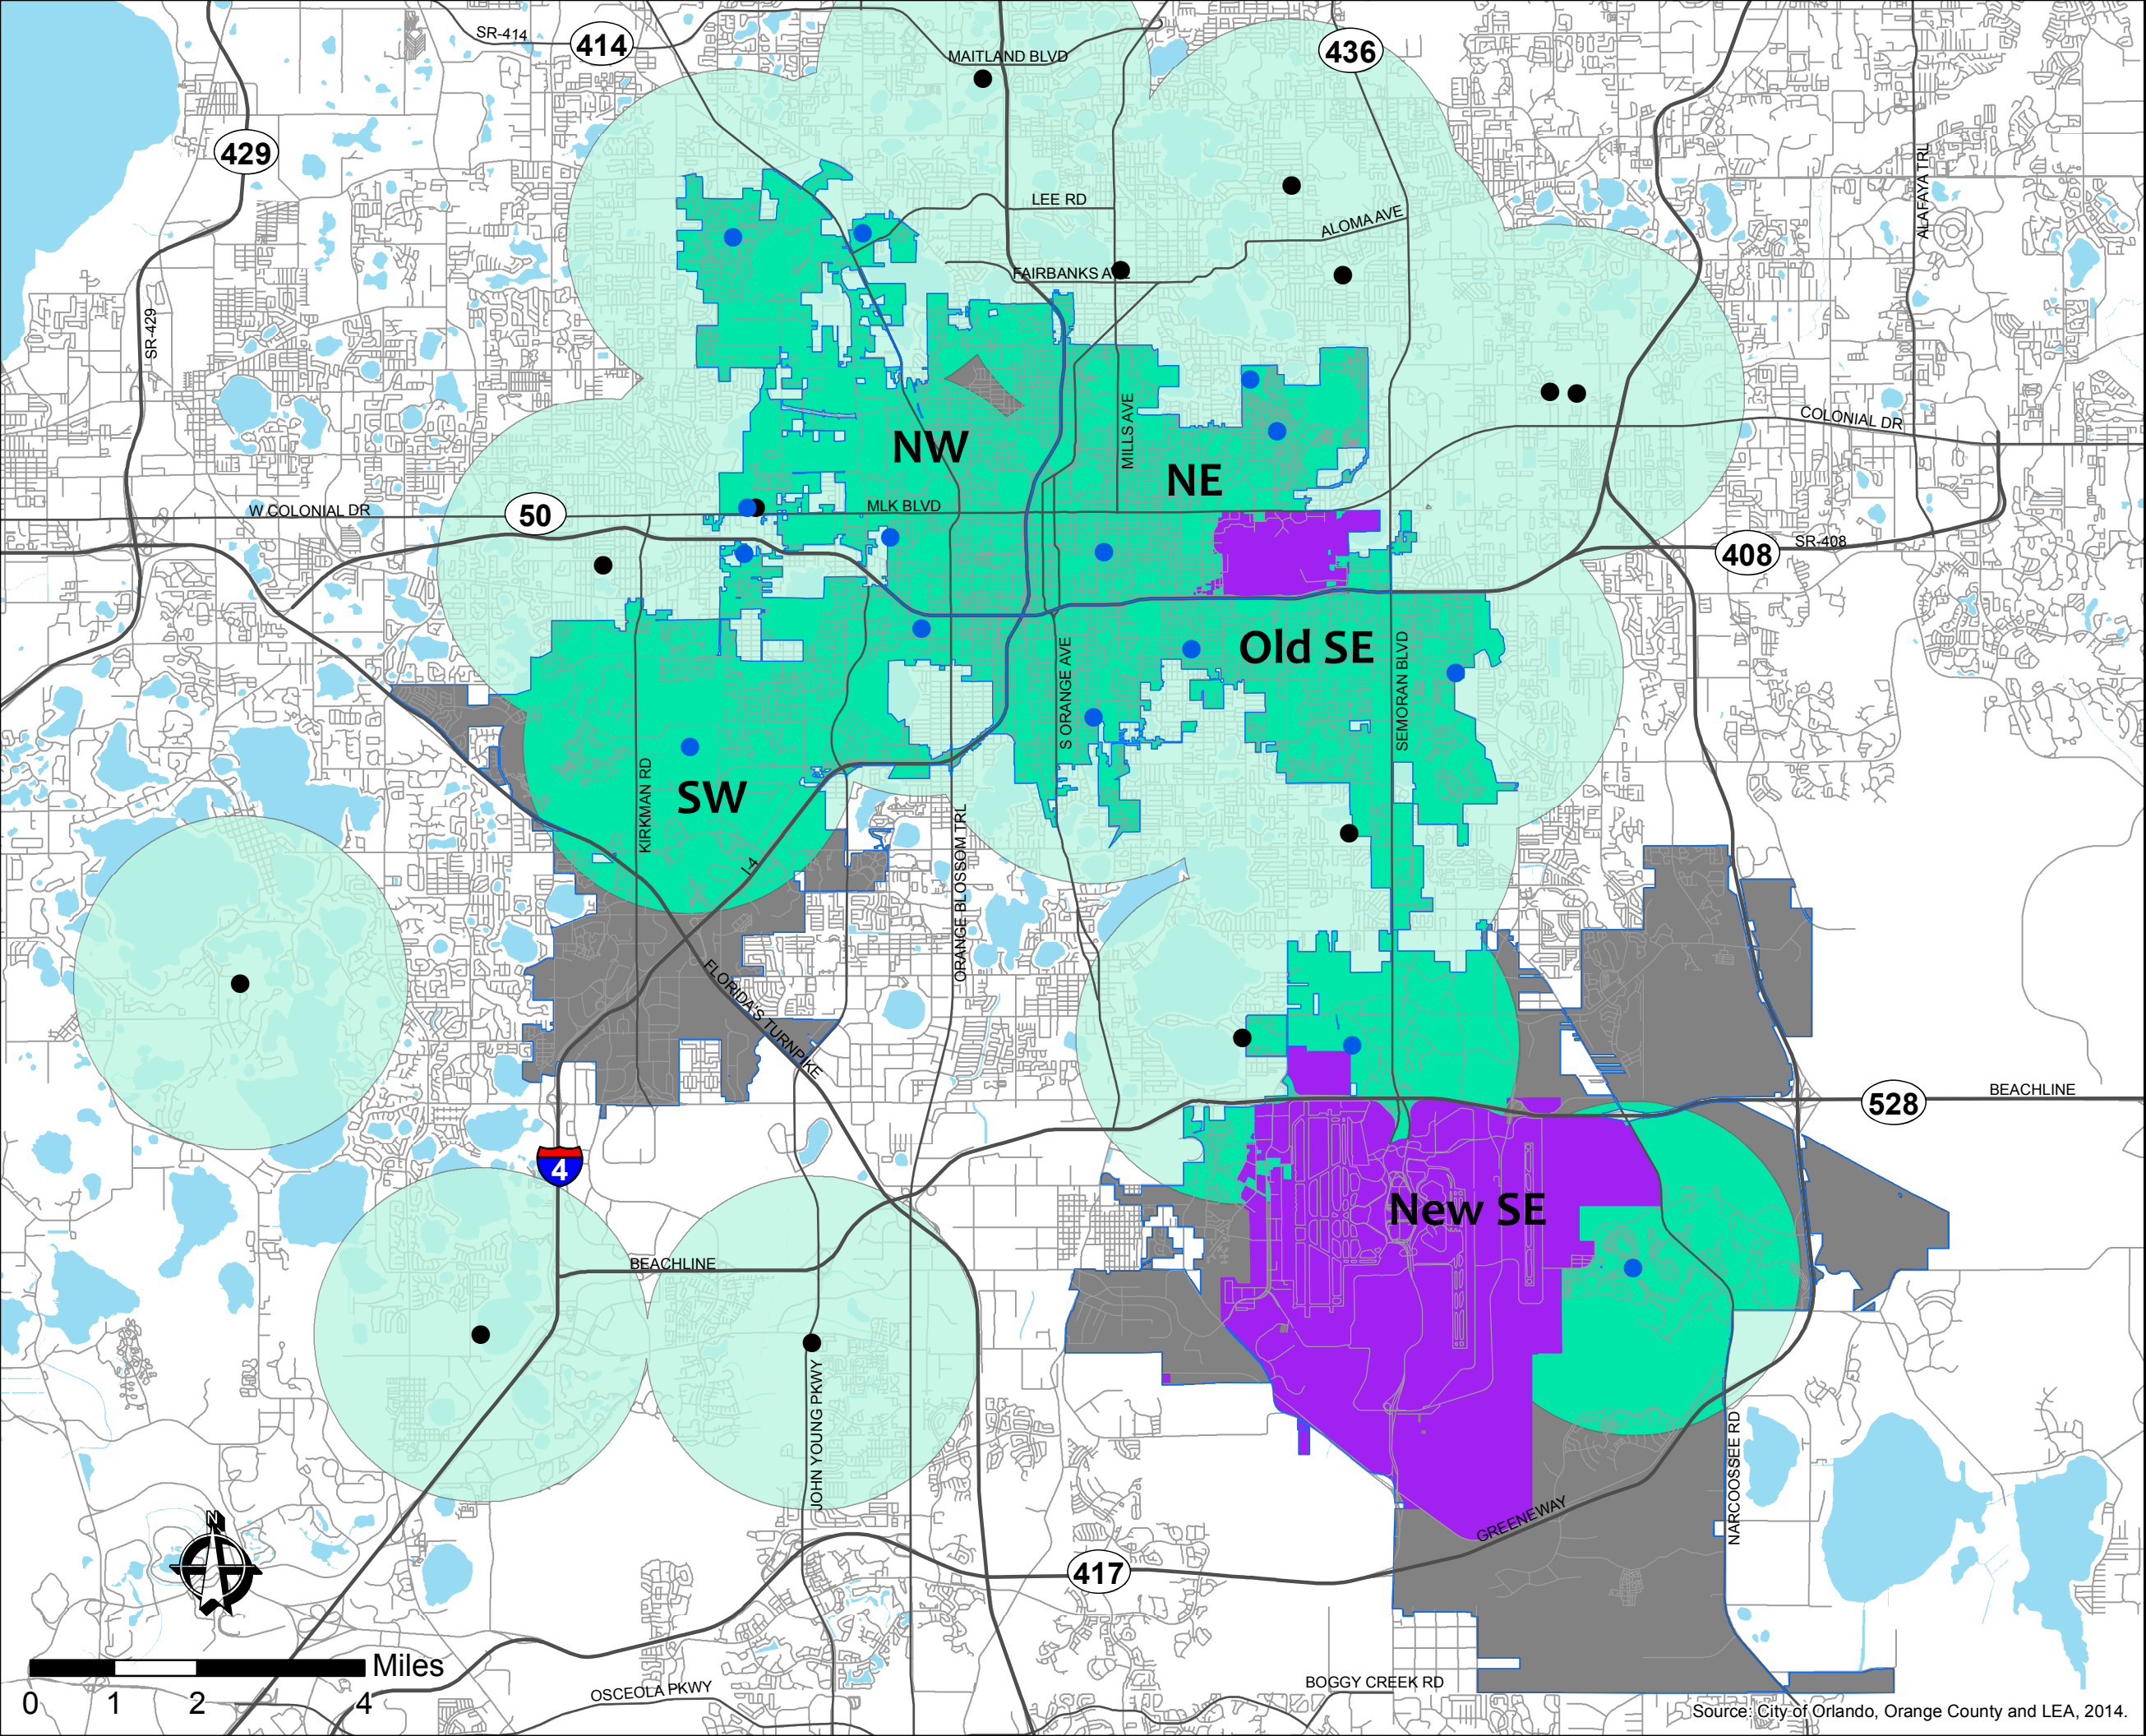 SR-414
414
MAITLAND BLVD
436
429
ALAFAYA TRL
LEE RD
ALOMA AVE
FAIRBANKS
SR-429
MILLS AVE
COLONIAL DR
NW
NE
W COLONIAL DR
50
MLK BLVD
SR-408
408
Old SE
S ORANGE AVE
SEMORAN BLVD
KIRKMAN RD
SW
I-4
ORANGE BLOSSOM TRL
FLORIDA'S TURNPIKE
BEACHLINE
528
4
New SE
BEACHLINE
JOHN YOUNG PKWY
NARCOOSSEE RD
GREENEWAY
N
417
Miles
0 1 2 4
OSCEOLA PKWY
BOGGY CREEK RD
Source: City of Orlando, Orange County and LEA, 2014.